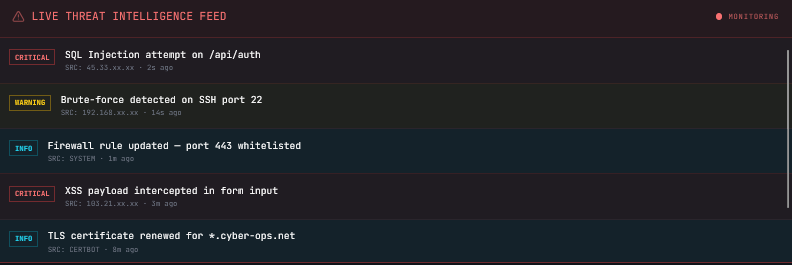 LIVE THREAT INTELLIGENCE FEED
MONITORING
CRITICAL
SQL Injection attempt on /api/auth
SRC: 45.33.xx.xx · 2s ago
WARNING
Brute-force detected on SSH port 22
SRC: 192.168.xx.xx · 14s ago
INFO
Firewall rule updated — port 443 whitelisted
SRC: SYSTEM · 1m ago
CRITICAL
XSS payload intercepted in form input
SRC: 103.21.xx.xx · 3m ago
INFO
TLS certificate renewed for *.cyber-ops.net
SRC: CERTBOT · 8m ago